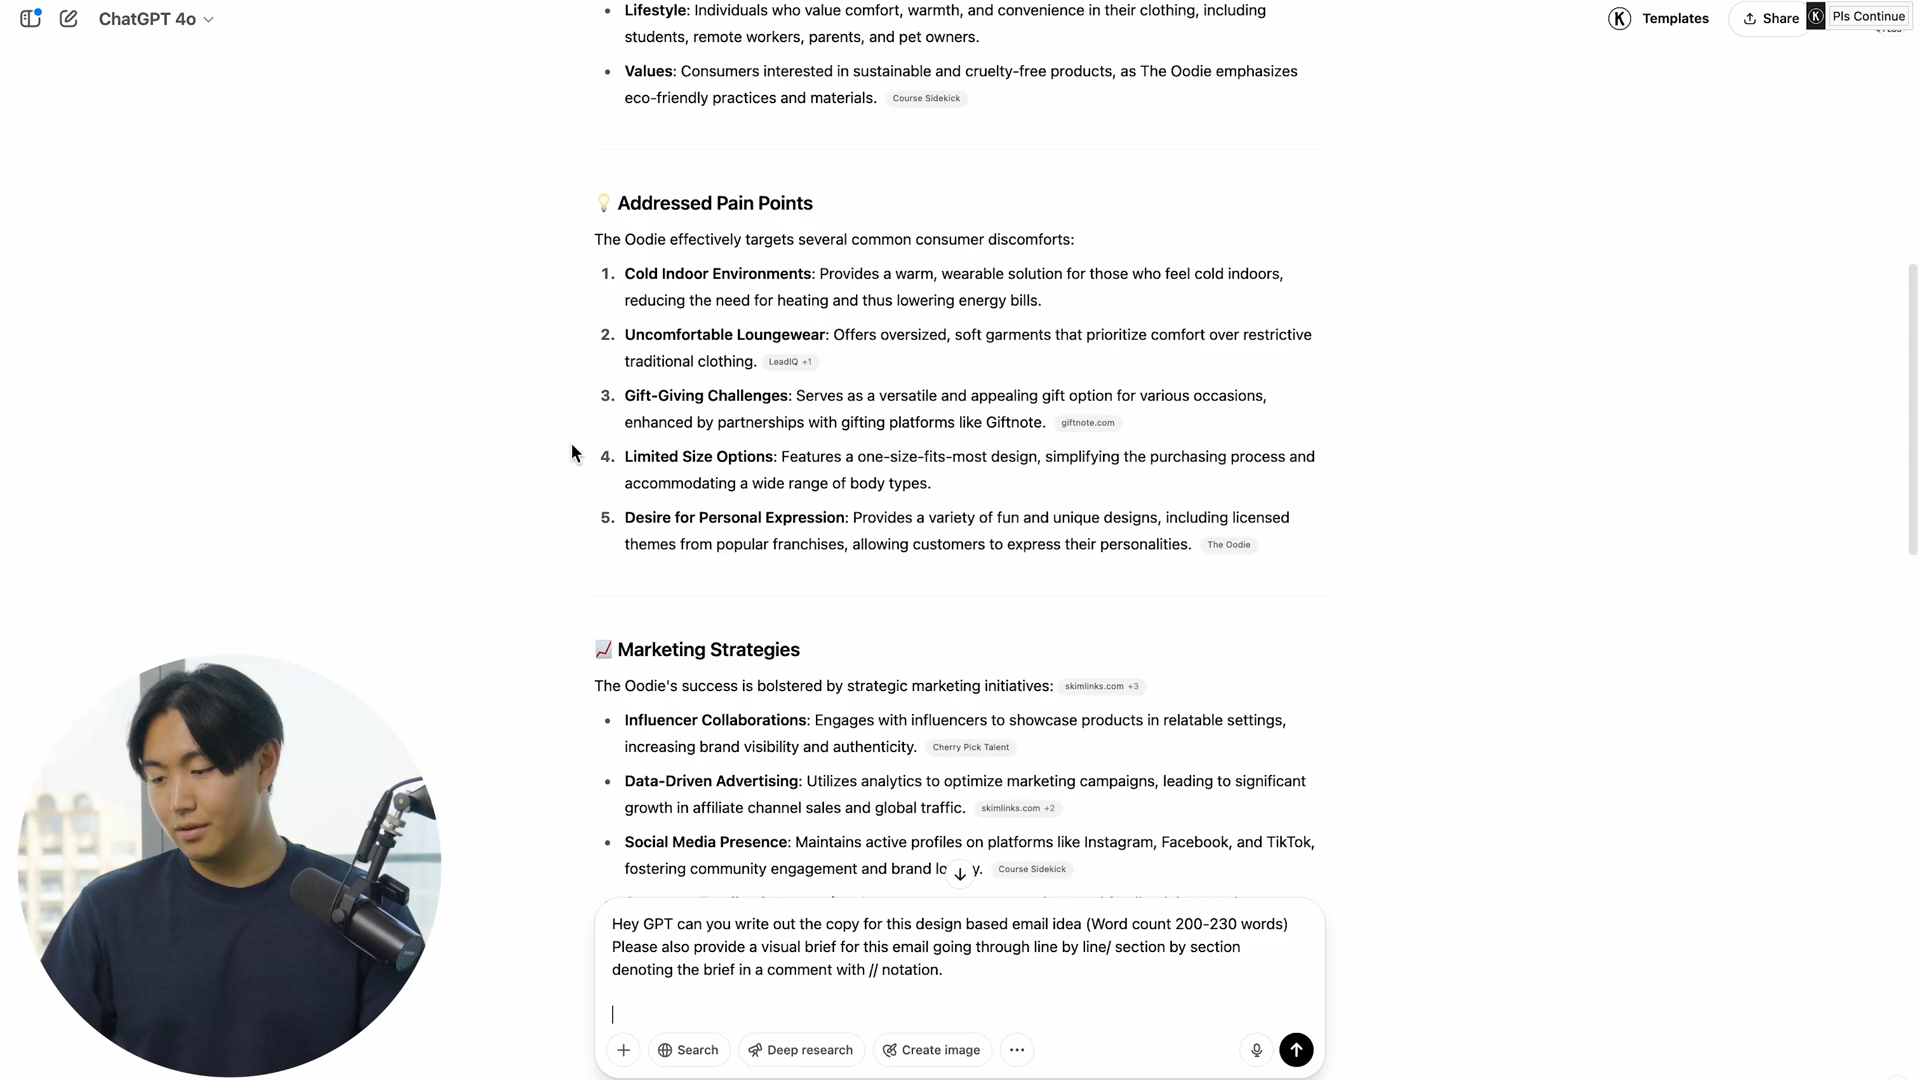 ChatGPT 4o
Templates
Share
K
Pls Continue
Lifestyle: Individuals who value comfort, warmth, and convenience in their clothing, including
students, remote workers, parents, and pet owners.
Values: Consumers interested in sustainable and cruelty-free products, as The Oodie emphasizes
eco-friendly practices and materials. Course Sidekick
💡 Addressed Pain Points
The Oodie effectively targets several common consumer discomforts:
1. Cold Indoor Environments: Provides a warm, wearable solution for those who feel cold indoors,
reducing the need for heating and thus lowering energy bills.
2. Uncomfortable Loungewear: Offers oversized, soft garments that prioritize comfort over restrictive
traditional clothing. LeadIQ +1
3. Gift-Giving Challenges: Serves as a versatile and appealing gift option for various occasions,
enhanced by partnerships with gifting platforms like Giftnote. giftnote.com
4. Limited Size Options: Features a one-size-fits-most design, simplifying the purchasing process and
accommodating a wide range of body types.
5. Desire for Personal Expression: Provides a variety of fun and unique designs, including licensed
themes from popular franchises, allowing customers to express their personalities. The Oodie
📈 Marketing Strategies
The Oodie's success is bolstered by strategic marketing initiatives: skimlinks.com +3
Influencer Collaborations: Engages with influencers to showcase products in relatable settings,
increasing brand visibility and authenticity. Cherry Pick Talent
Data-Driven Advertising: Utilizes analytics to optimize marketing campaigns, leading to significant
growth in affiliate channel sales and global traffic. skimlinks.com +2
Social Media Presence: Maintains active profiles on platforms like Instagram, Facebook, and TikTok,
fostering community engagement and brand lo y. Course Sidekick
Hey GPT can you write out the copy for this design based email idea (Word count 200-230 words)
Please also provide a visual brief for this email going through line by line/ section by section
denoting the brief in a comment with // notation.
Search
Deep research
Create image